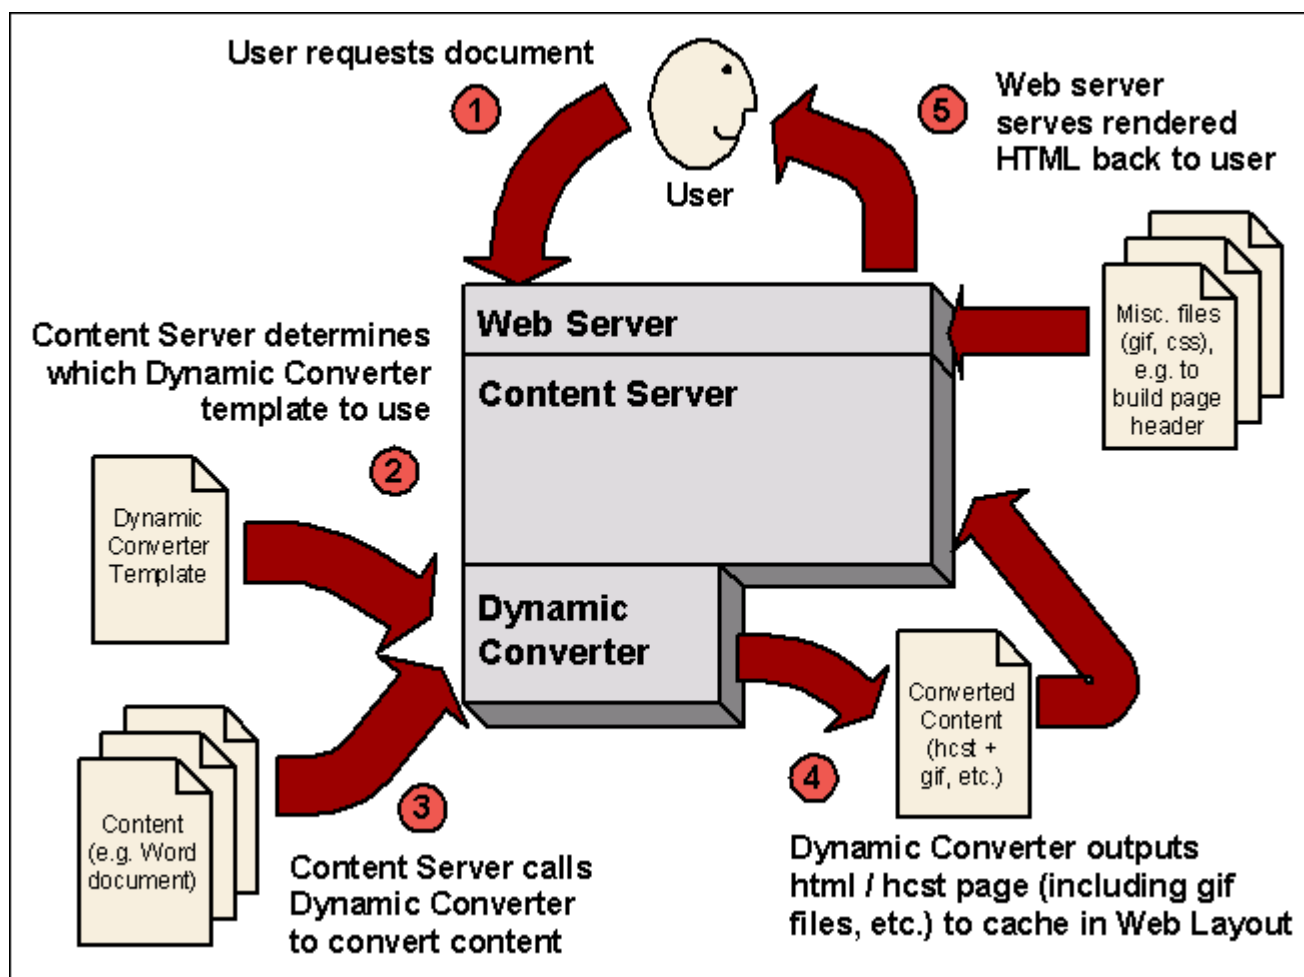 User requests document
1
User
5
Web server
serves rendered
HTML back to user
Web Server
Misc. files
(gif, css),
e.g. to
build page
header
Content Server determines
which Dynamic Converter
template to use
2
Content Server
Dynamic
Converter
Template
Dynamic
Converter
Content
(e.g. Word
document)
3
Content Server calls
Dynamic Converter
to convert content
Converted
Content
(hcst +
gif, etc.)
4
Dynamic Converter outputs
html / hcst page (including gif
files, etc.) to cache in Web Layout